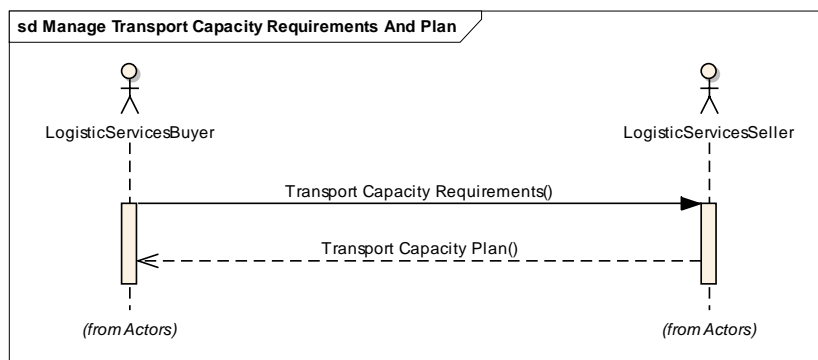 sd Manage Transport Capacity Requirements And Plan
LogisticServicesBuyer
LogisticServicesSeller
Transport Capacity Requirements()
Transport Capacity Plan()
(from Actors)
(from Actors)